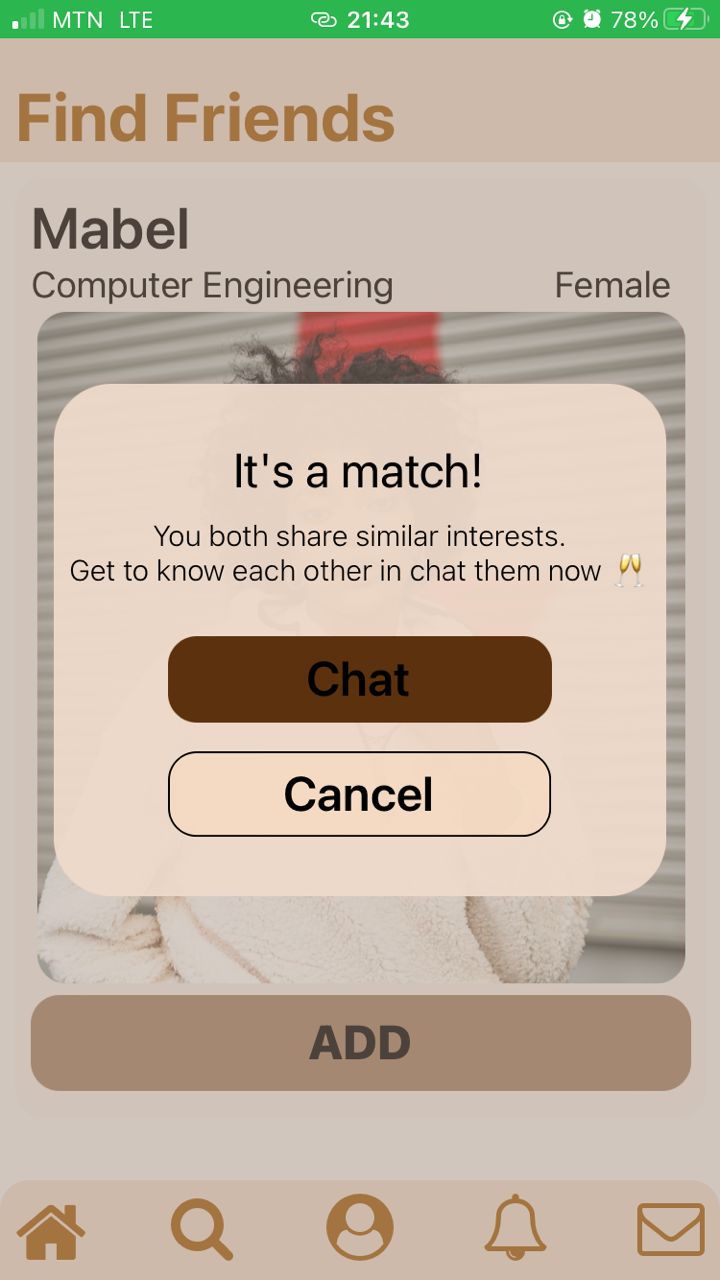 MTN LTE 21:43 78%
Find Friends
Mabel
Computer Engineering Female
It's a match!
You both share similar interests.
Get to know each other in chat them now 🥂
Chat
Cancel
ADD